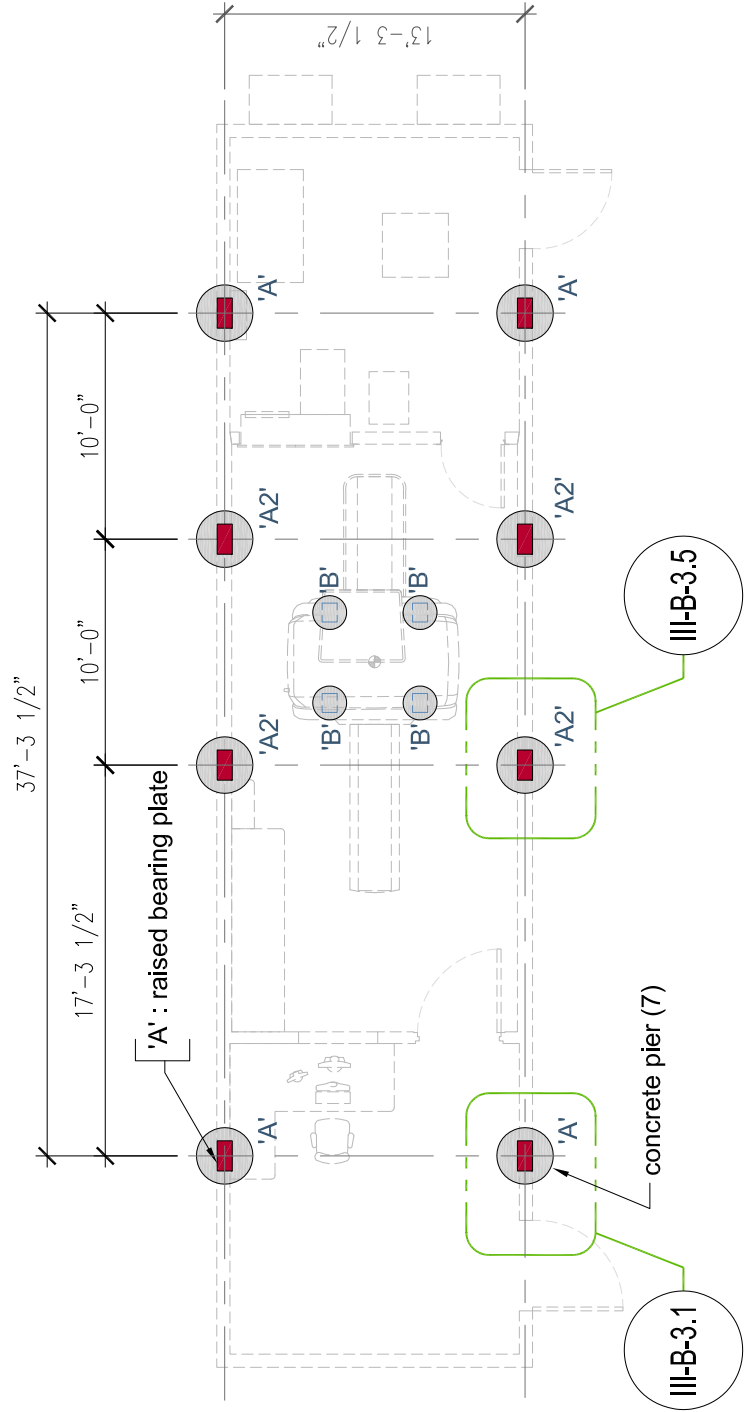 37'-3 1/2"
17'-3 1/2"
10'-0"
10'-0"
13'-3 1/2"
'A' : raised bearing plate
'A'
'A2'
'A2'
'A'
'B'
'B'
'B'
'B'
'A'
'A2'
'A2'
'A'
concrete pier (7)
III-B-3.1
III-B-3.5